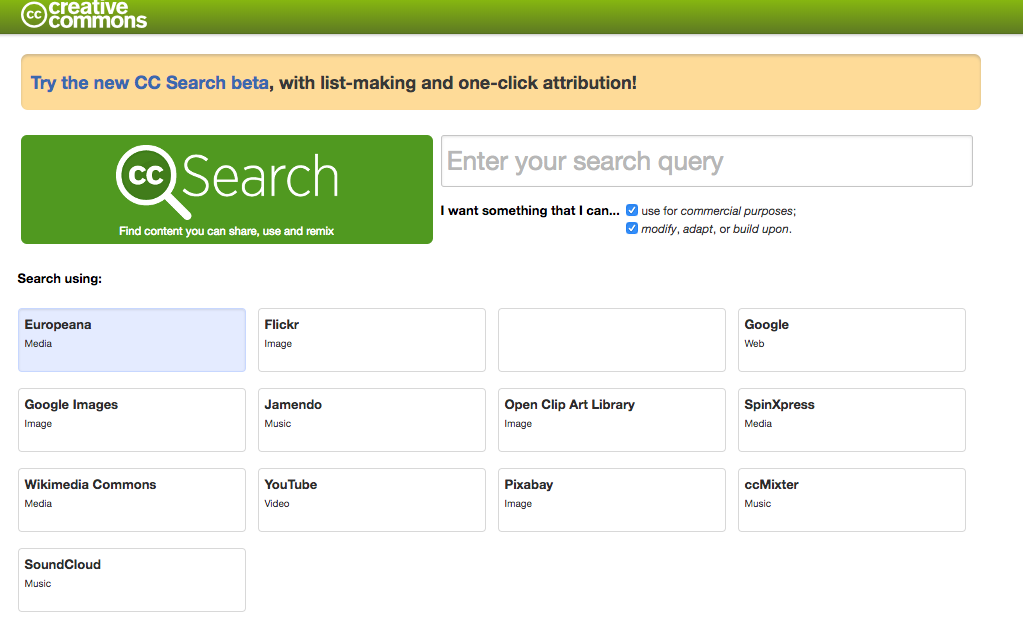 cc creative
commons
Try the new CC Search beta, with list-making and one-click attribution!
cc Search
Find content you can share, use and remix
Enter your search query
I want something that I can... use for commercial purposes;
modify, adapt, or build upon.
Search using:
Europeana
Media
Flickr
Image
Google
Web
Google Images
Image
Jamendo
Music
Open Clip Art Library
Image
SpinXpress
Media
Wikimedia Commons
Media
YouTube
Video
Pixabay
Image
ccMixter
Music
SoundCloud
Music